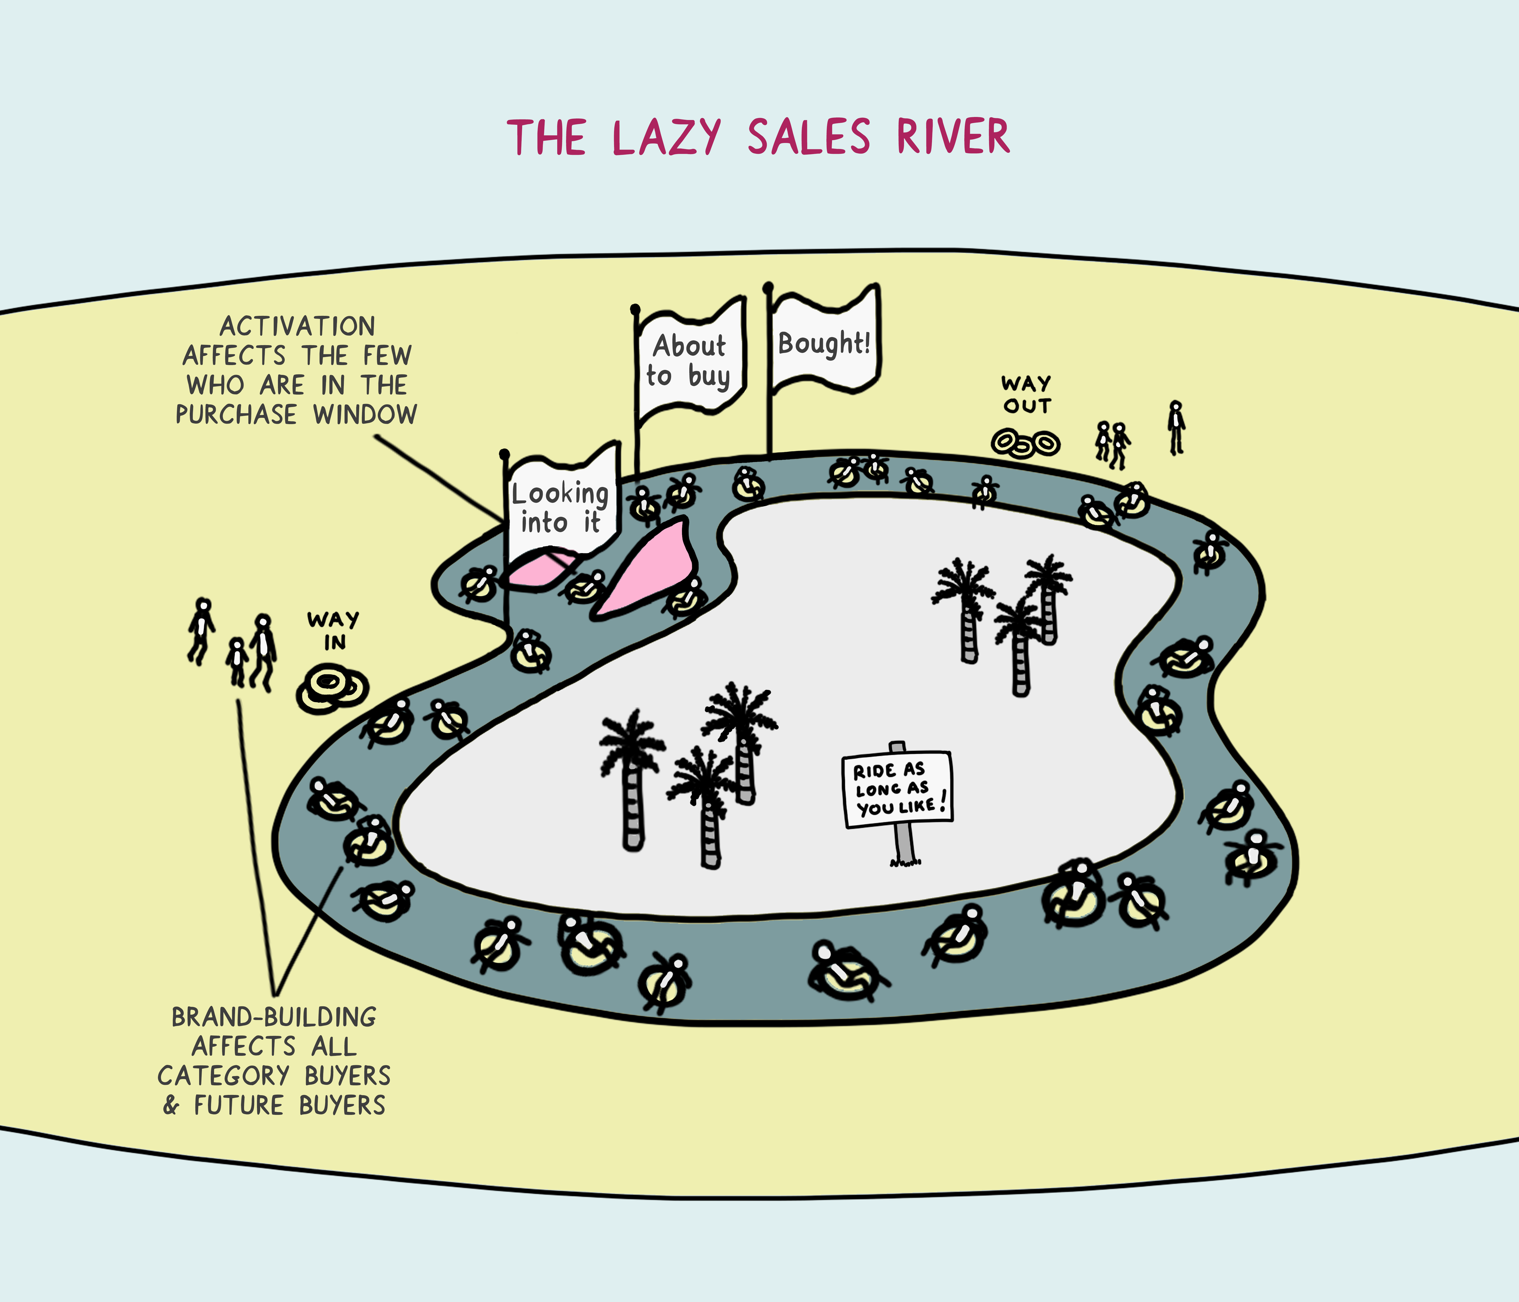 THE LAZY SALES RIVER
ACTIVATION
AFFECTS THE FEW
WHO ARE IN THE
PURCHASE WINDOW
About
to buy
Bought!
WAY
OUT
Looking
into it
WAY
IN
RIDE AS
LONG AS
YOU LIKE!
BRAND-BUILDING
AFFECTS ALL
CATEGORY BUYERS
& FUTURE BUYERS